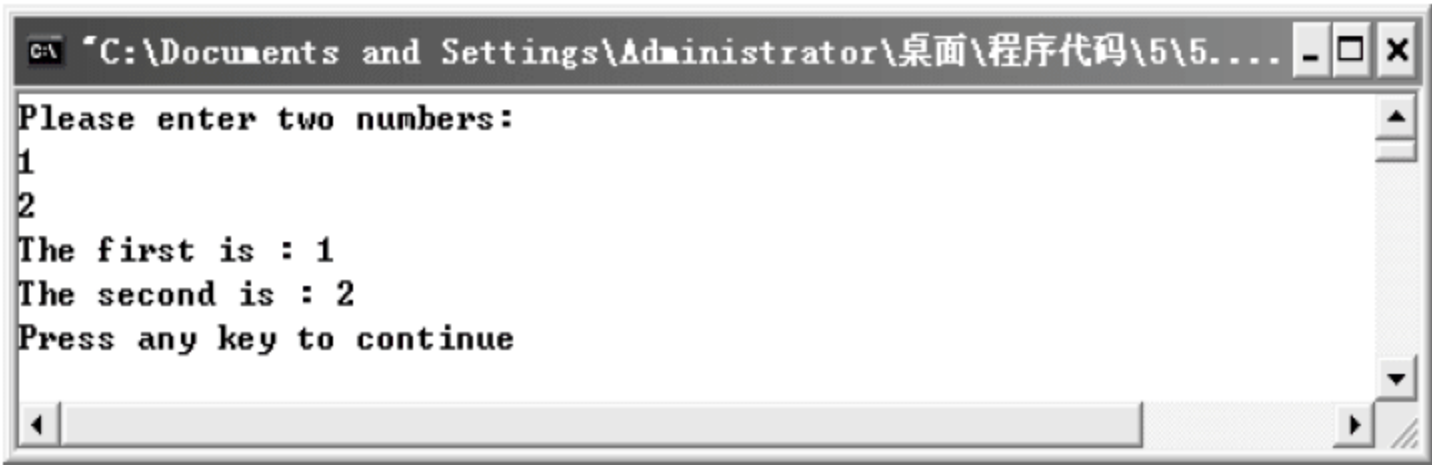 "C:\Documents and Settings\Administrator\桌面\程序代码\5\5....
Please enter two numbers:
1
2
The first is : 1
The second is : 2
Press any key to continue